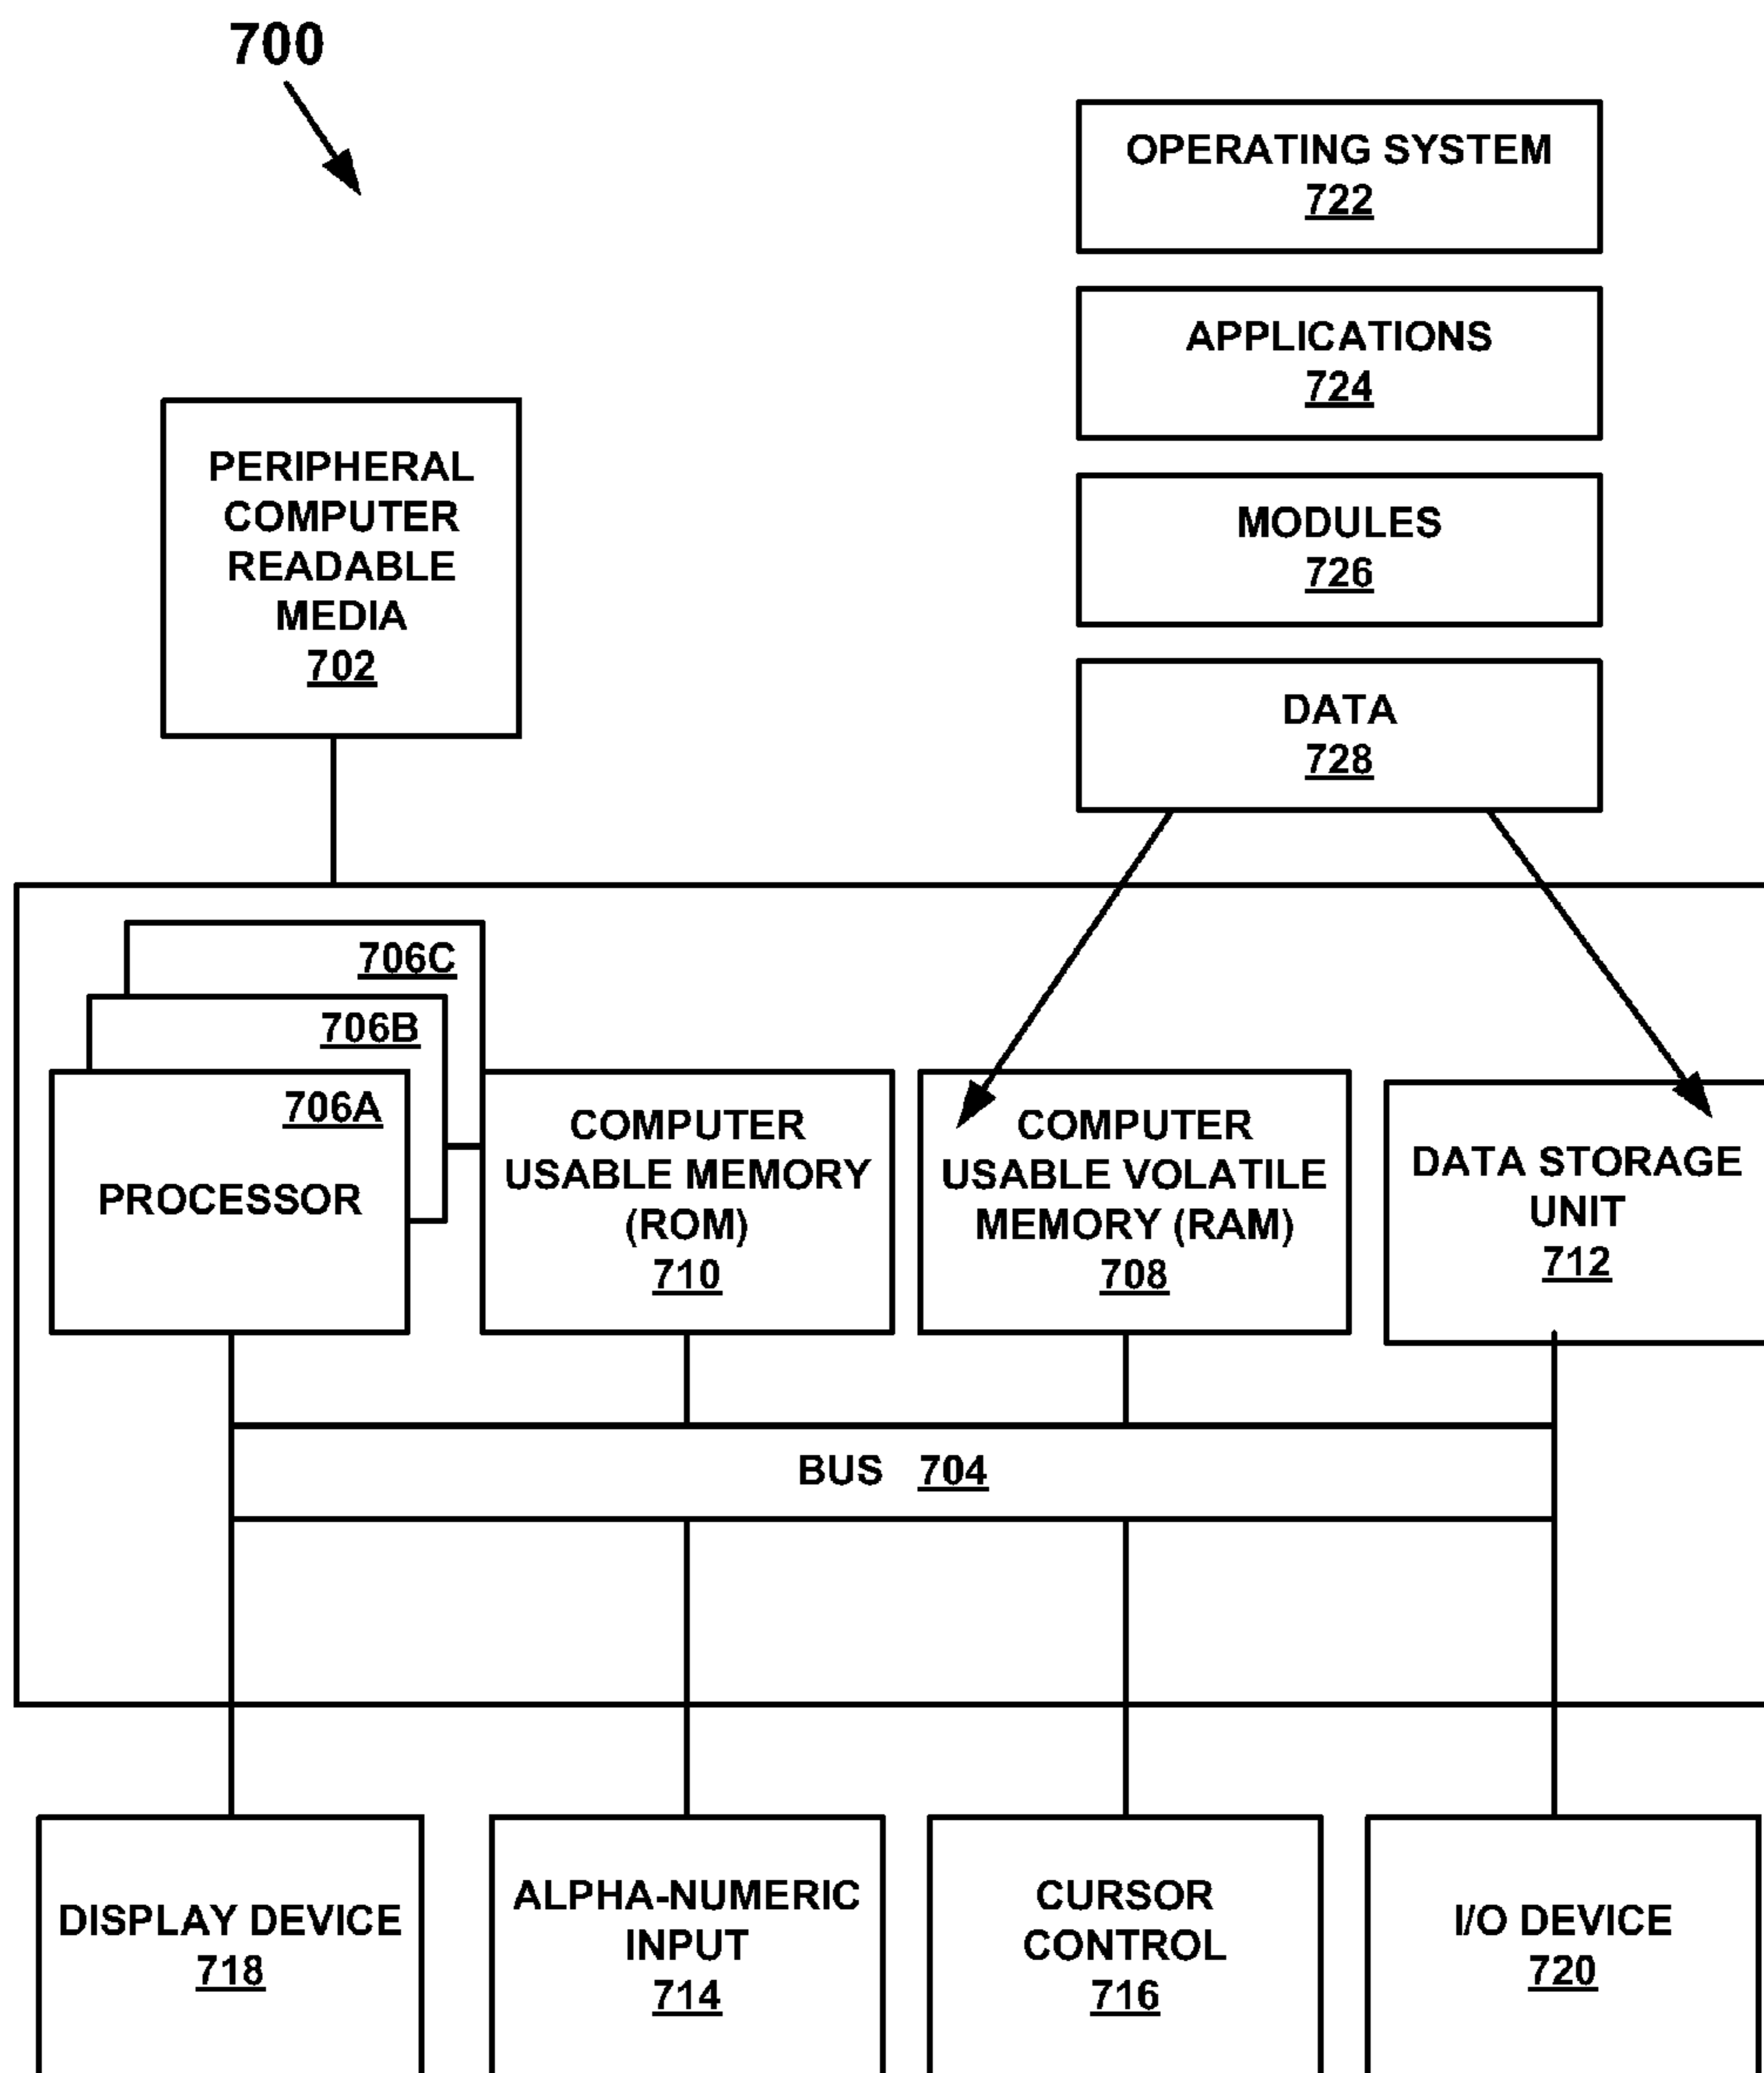 700
OPERATING SYSTEM
722
APPLICATIONS
724
MODULES
726
DATA
728
PERIPHERAL
COMPUTER
READABLE
MEDIA
702
706C
706B
706A
PROCESSOR
COMPUTER
USABLE MEMORY
(ROM)
710
COMPUTER
USABLE VOLATILE
MEMORY (RAM)
708
DATA STORAGE
UNIT
712
BUS 704
DISPLAY DEVICE
718
ALPHA-NUMERIC
INPUT
714
CURSOR
CONTROL
716
I/O DEVICE
720